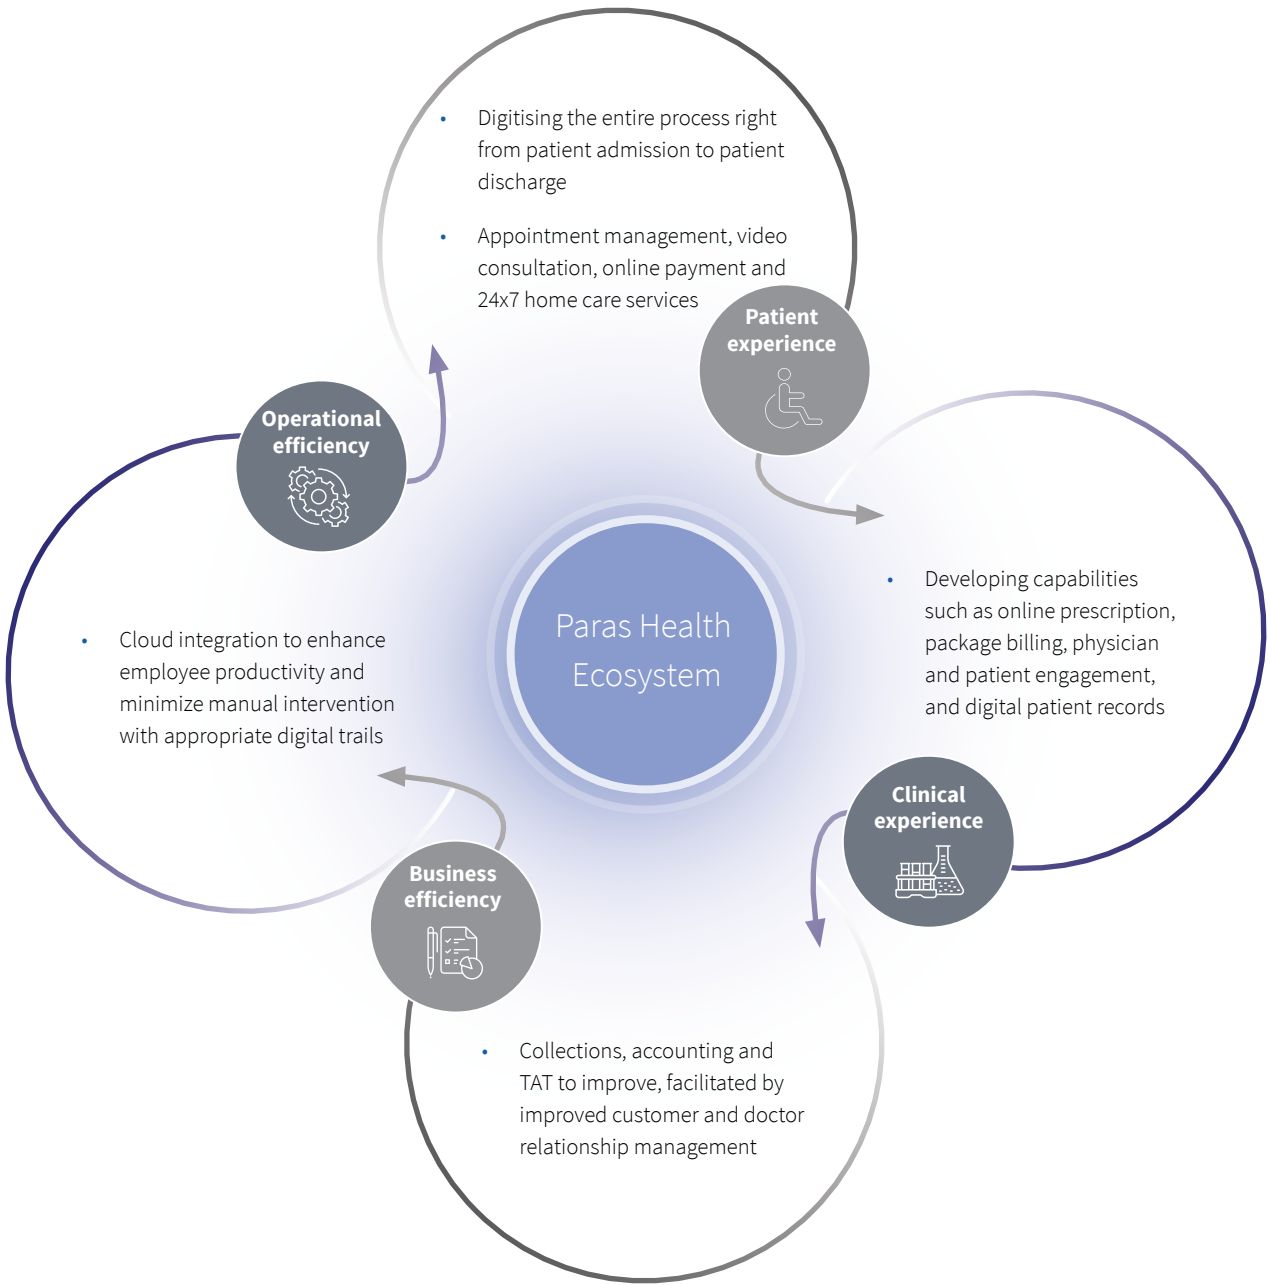 • Digitising the entire process right
from patient admission to patient
discharge
• Appointment management, video
consultation, online payment and
24x7 home care services
Patient
experience
Operational
efficiency
Paras Health
Ecosystem
• Developing capabilities
such as online prescription,
package billing, physician
and patient engagement,
and digital patient records
• Cloud integration to enhance
employee productivity and
minimize manual intervention
with appropriate digital trails
Clinical
experience
Business
efficiency
• Collections, accounting and
TAT to improve, facilitated by
improved customer and doctor
relationship management